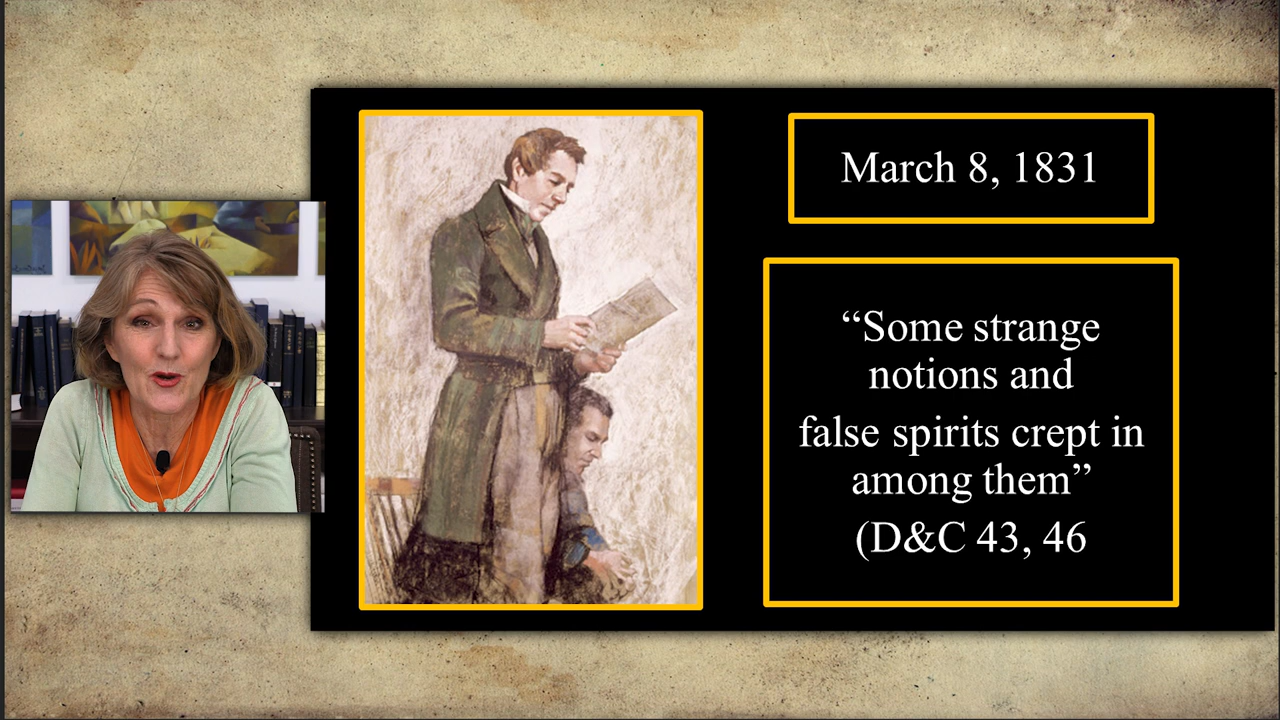 March 8, 1831
“Some strange
notions and
false spirits crept in
among them”
(D&C 43, 46